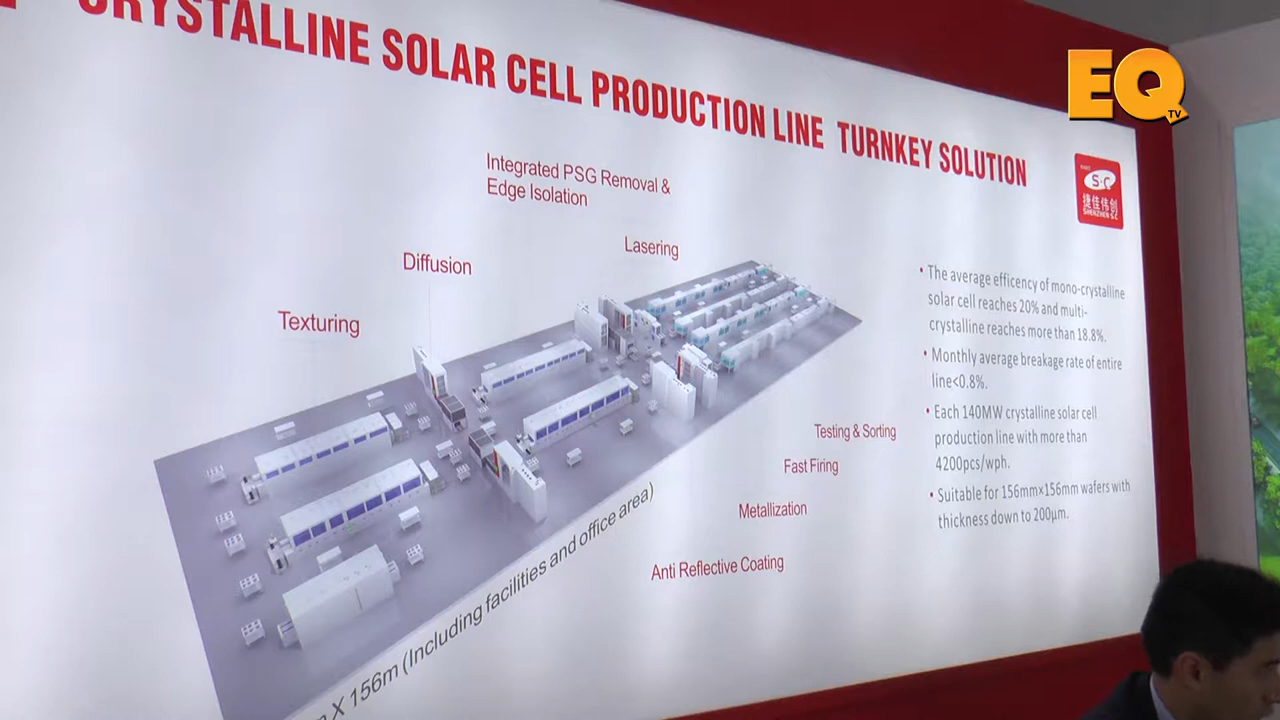 CRYSTALLINE SOLAR CELL PRODUCTION LINE TURNKEY SOLUTION
EQ
TV
S·C
捷佳伟创
SHENZHEN S.C
Integrated PSG Removal &
Edge Isolation
Lasering
Diffusion
Texturing
• The average efficency of mono-crystalline
solar cell reaches 20% and multi-
crystalline reaches more than 18.8%.
• Monthly average breakage rate of entire
line<0.8%.
• Each 140MW crystalline solar cell
production line with more than
4200pcs/wph.
• Suitable for 156mm×156mm wafers with
thickness down to 200μm.
Testing & Sorting
Fast Firing
Metallization
Anti Reflective Coating
X 156m (Including facilities and office area)